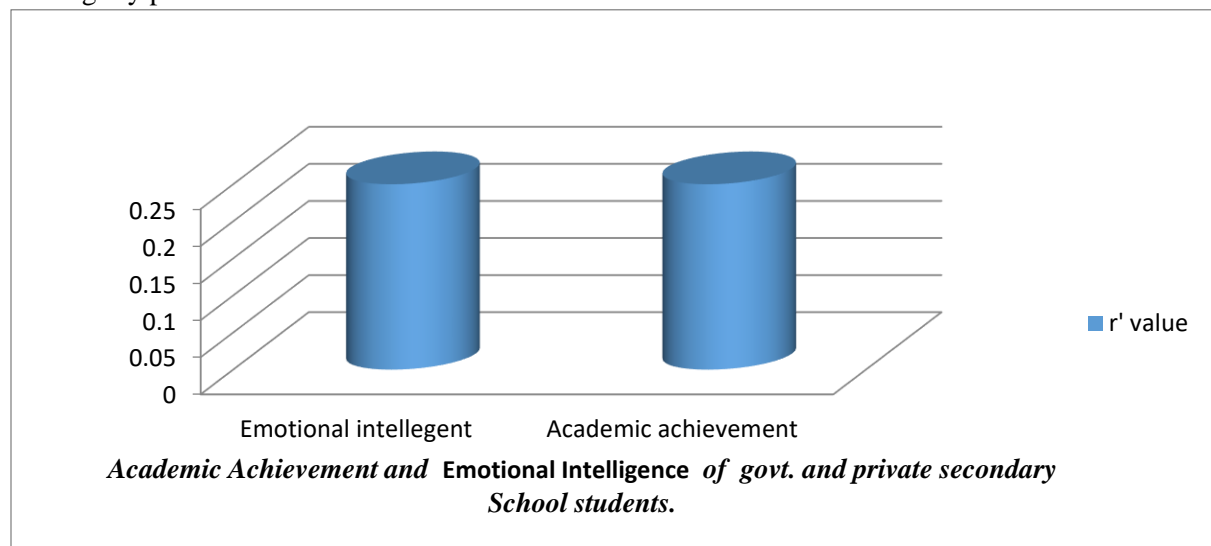 0.25
0.2
0.15
0.1
0.05
0
Emotional intellegent Academic achievement
r' value
Academic Achievement and Emotional Intelligence of govt. and private secondary
School students.